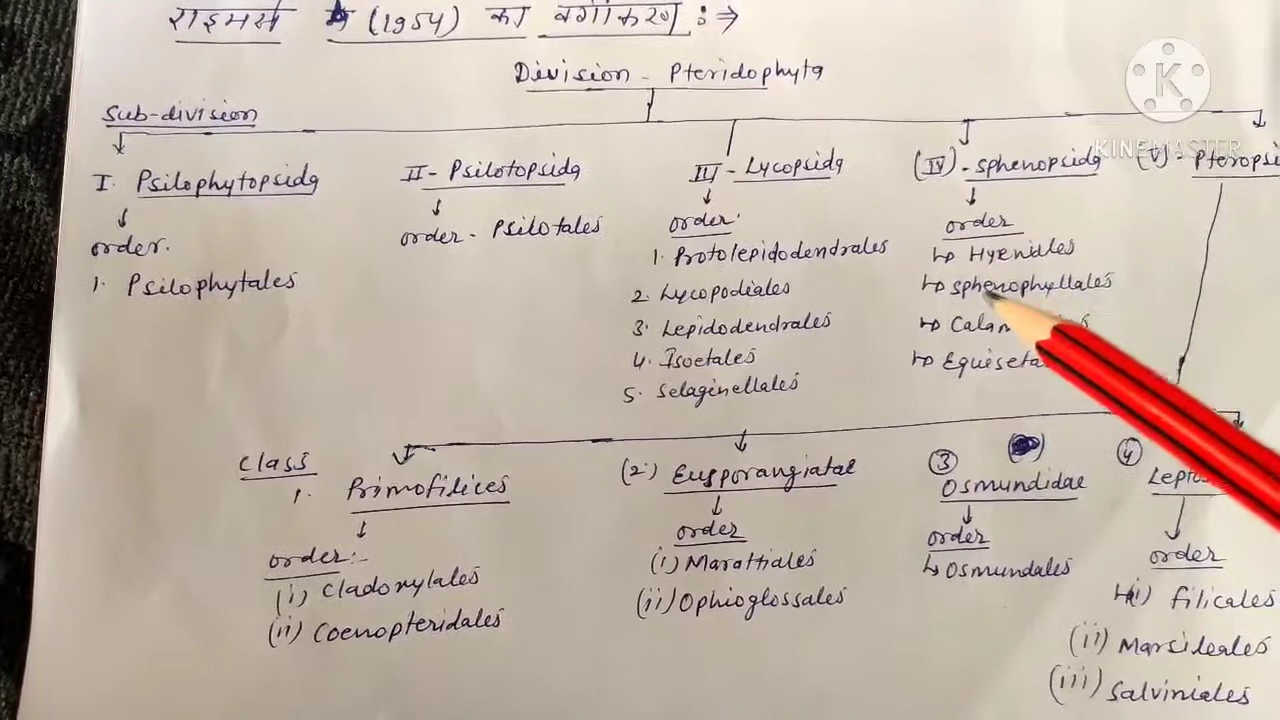 राइमर्स (1954) का वर्गीकरण :⇒
Division - Pteridophyta
Sub-division
I. Psilophytopsida
order.
1. Psilophytales
II - Psilotopsida
order - Psilotales
III - Lycopsida
order.
1. Protolepidodendrales
2. Lycopodiales
3. Lepidodendrales
4. Isoetales
5. Selaginellales
(IV) - Sphenopsida
order
↳ Hyeniales
↳ Sphenophyllales
↳
↳
(V) -
Class
1. Primofilices
order:-
(i) Cladoxylales
(ii) Coenopteridales
(2) Eusporangiatae
order
(i) Marattiales
(ii) Ophioglossales
3
Osmundidae
order
↳ Osmundales
4
order
(i) filicales
(ii) Marsileales
(iii) Salviniales
K
KINEMASTER